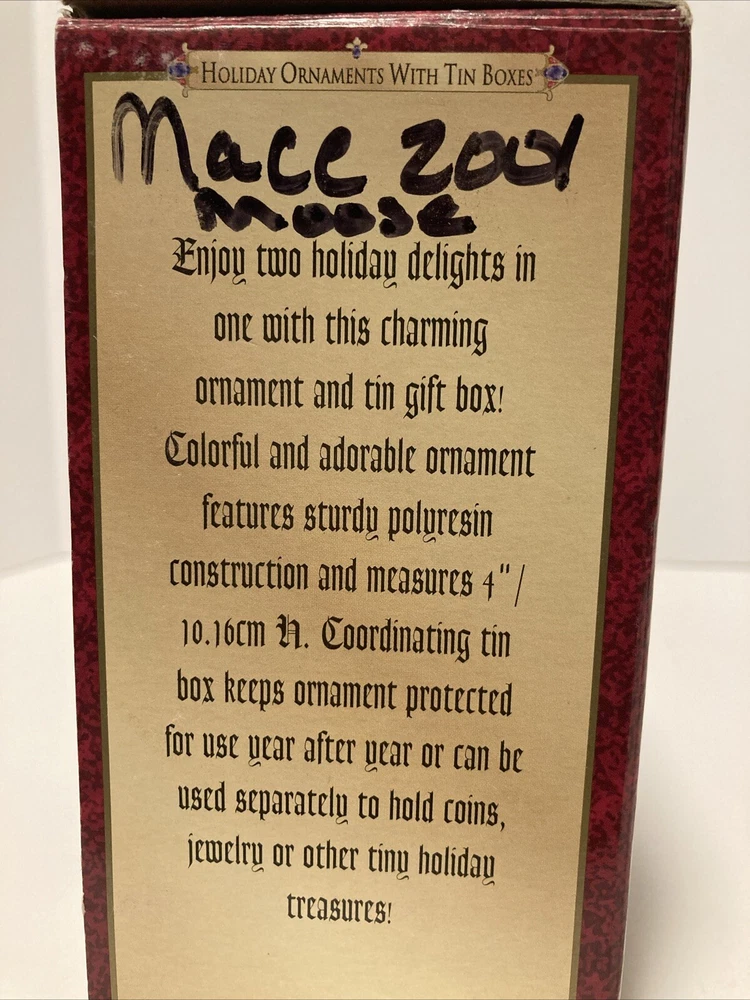 HOLIDAY ORNAMENTS WITH TIN BOXES
Macc 2001
moose
Enjoy two holiday delights in
one with this charming
ornament and tin gift box!
Colorful and adorable ornament
features sturdy polyresin
construction and measures 4"/
10.16cm H. Coordinating tin
box keeps ornament protected
for use year after year or can be
used separately to hold coins,
jewelry or other tiny holiday
treasures!